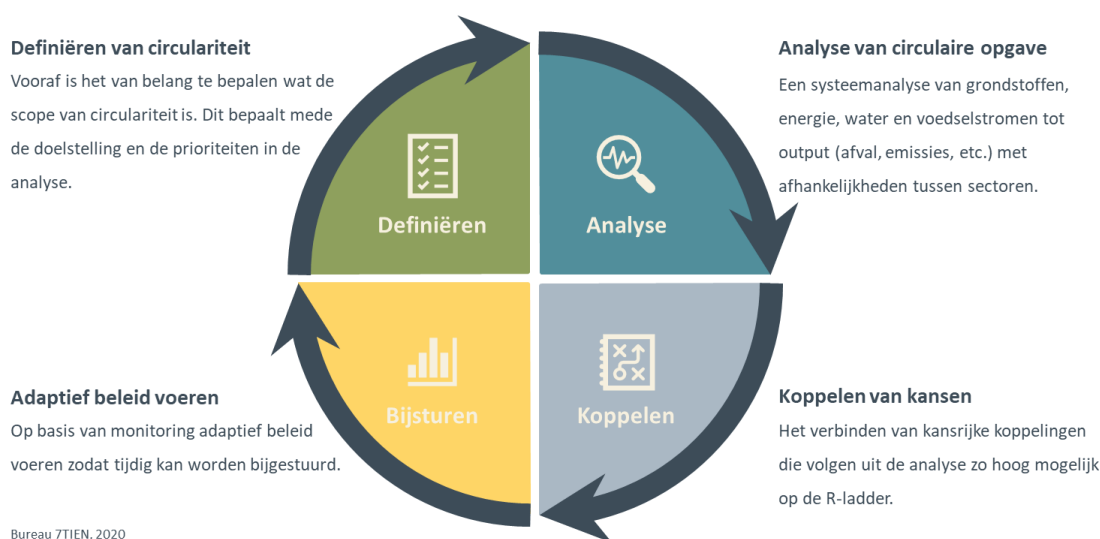 Definiëren van circulariteit
Vooraf is het van belang te bepalen wat de
scope van circulariteit is. Dit bepaalt mede
de doelstelling en de prioriteiten in de
analyse.
Definiëren
Analyse
Analyse van circulaire opgave
Een systeemanalyse van grondstoffen,
energie, water en voedselstromen tot
output (afval, emissies, etc.) met
afhankelijkheden tussen sectoren.
Adaptief beleid voeren
Op basis van monitoring adaptief beleid
voeren zodat tijdig kan worden bijgestuurd.
Bijsturen
Koppelen
Koppelen van kansen
Het verbinden van kansrijke koppelingen
die volgen uit de analyse zo hoog mogelijk
op de R-ladder.
Bureau 7TIEN. 2020